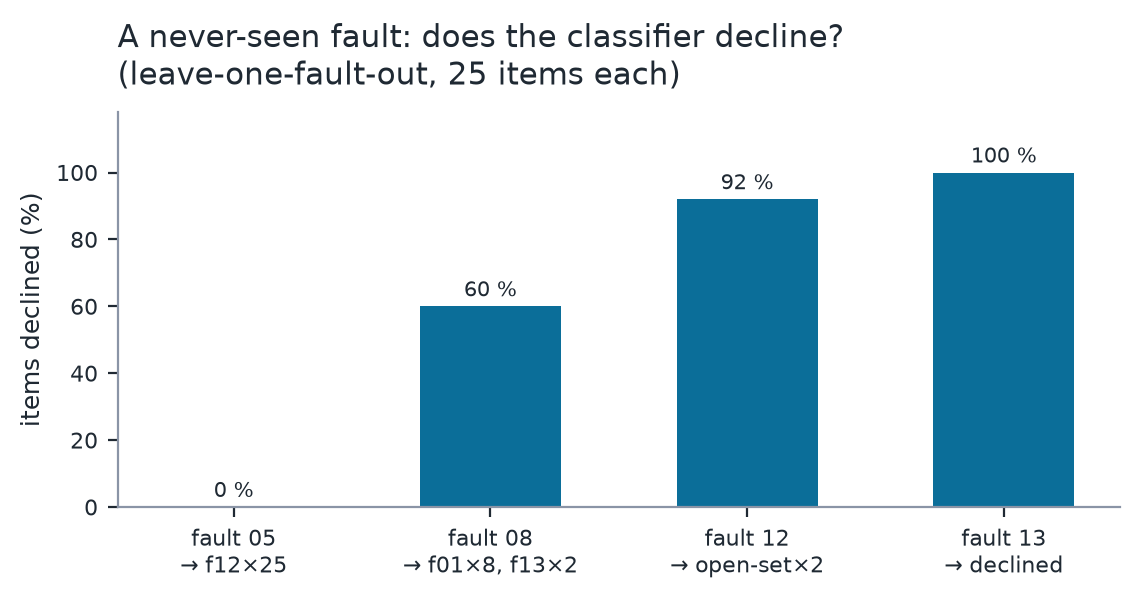 A never-seen fault: does the classifier decline?
(leave-one-fault-out, 25 items each)
items declined (%)
100
80
60
40
20
0
0 %
60 %
92 %
100 %
fault 05
→ f12×25
fault 08
→ f01×8, f13×2
fault 12
→ open-set×2
fault 13
→ declined